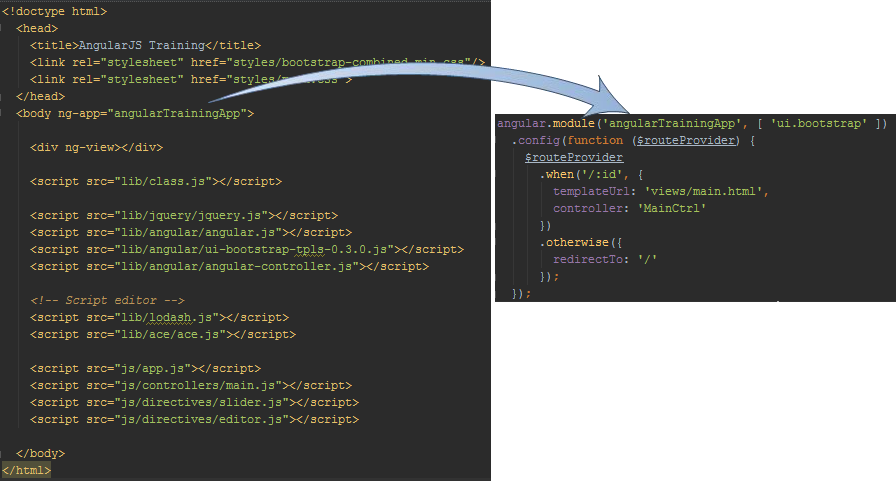 <!doctype html>
<head>
<title>AngularJS Training</title>
<link rel="stylesheet" href="styles/bootstrap-combined.min.css"/>
<link rel="stylesheet" href="styles/
<body ng-app="angularTrainingApp">
<div ng-view></div>
<script src="lib/class.js"></script>
<script src="lib/jquery/jquery.js"></script>
<script src="lib/angular/angular.js"></script>
<script src="lib/angular/ui-bootstrap-tpls-0.3.0.js"></script>
<script src="lib/angular/angular-controller.js"></script>
<!-- Script editor -->
<script src="lib/lodash.js"></script>
<script src="lib/ace/ace.js"></script>
<script src="js/app.js"></script>
<script src="js/controllers/main.js"></script>
<script src="js/directives/slider.js"></script>
<script src="js/directives/editor.js"></script>
</body>
</html>
angular.module('angularTrainingApp', [ 'ui.bootstrap' ])
.config(function ($routeProvider) {
$routeProvider
.when('/:id', {
templateUrl: 'views/main.html',
controller: 'MainCtrl'
})
.otherwise({
redirectTo: '/'
});
});